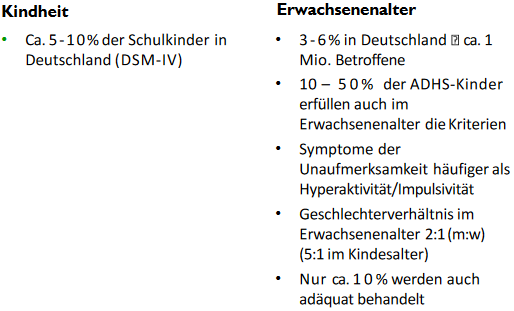 Kindheit
• Ca. 5-10% der Schulkinder in
Deutschland (DSM-IV)
Erwachsenenalter
• 3-6% in Deutschland ⍰ ca. 1
Mio. Betroffene
• 10 – 50% der ADHS-Kinder
erfüllen auch im
Erwachsenenalter die Kriterien
• Symptome der
Unaufmerksamkeit häufiger als
Hyperaktivität/Impulsivität
• Geschlechterverhältnis im
Erwachsenenalter 2:1 (m:w)
(5:1 im Kindesalter)
• Nur ca. 10% werden auch
adäquat behandelt